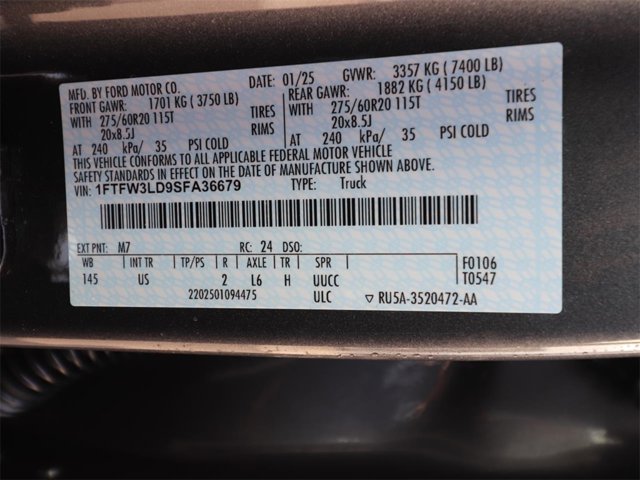 MFD. BY FORD MOTOR CO. DATE: 01/25 GVWR: 3357 KG ( 7400 LB)
FRONT GAWR: 1701 KG ( 3750 LB) REAR GAWR: 1882 KG ( 4150 LB)
WITH 275/60R20 115T TIRES WITH 275/60R20 115T TIRES
20x8.5J RIMS 20x8.5J RIMS
AT 240 kPa/ 35 PSI COLD AT 240 kPa/ 35 PSI COLD
THIS VEHICLE CONFORMS TO ALL APPLICABLE FEDERAL MOTOR VEHICLE
SAFETY STANDARDS IN EFFECT ON THE DATE OF MANUFACTURE SHOWN ABOVE.
VIN: 1FTFW3LD9SFA36679 TYPE: Truck
EXT PNT: M7 RC: 24 DSO:
WB INT TR TP/PS R AXLE TR SPR F0106
145 US 2 L6 H UUCC T0547
2202501094475 ULC ▽ RU5A-3520472-AA